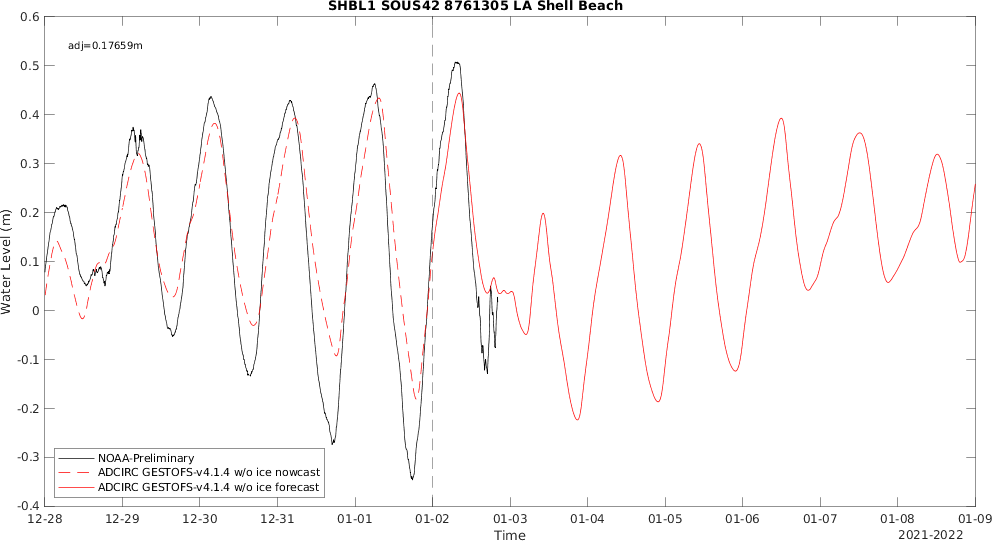 SHBL1 SOUS42 8761305 LA Shell Beach
adj=0.17659m
Water Level (m)
0.6
0.5
0.4
0.3
0.2
0.1
0
-0.1
-0.2
-0.3
-0.4
NOAA-Preliminary
ADCIRC GESTOFS-v4.1.4 w/o ice nowcast
ADCIRC GESTOFS-v4.1.4 w/o ice forecast
12-28 12-29 12-30 12-31 01-01 01-02 01-03 01-04 01-05 01-06 01-07 01-08 01-09
Time
2021-2022